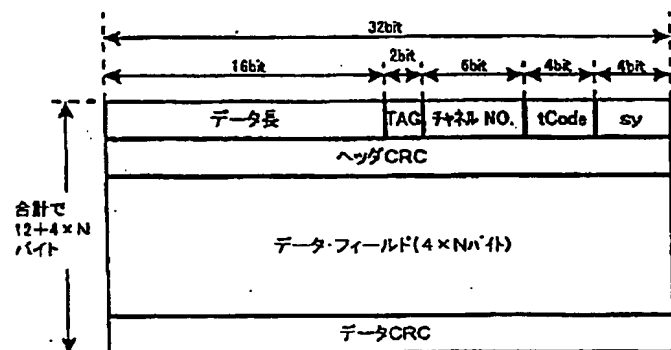 32bit
16bit 2bit 6bit 4bit 4bit
データ長 TAG チャネル NO. tCode sy
ヘッダCRC
合計で
12+4×N
バイト
データ・フィールド(4×Nバイト)
データCRC